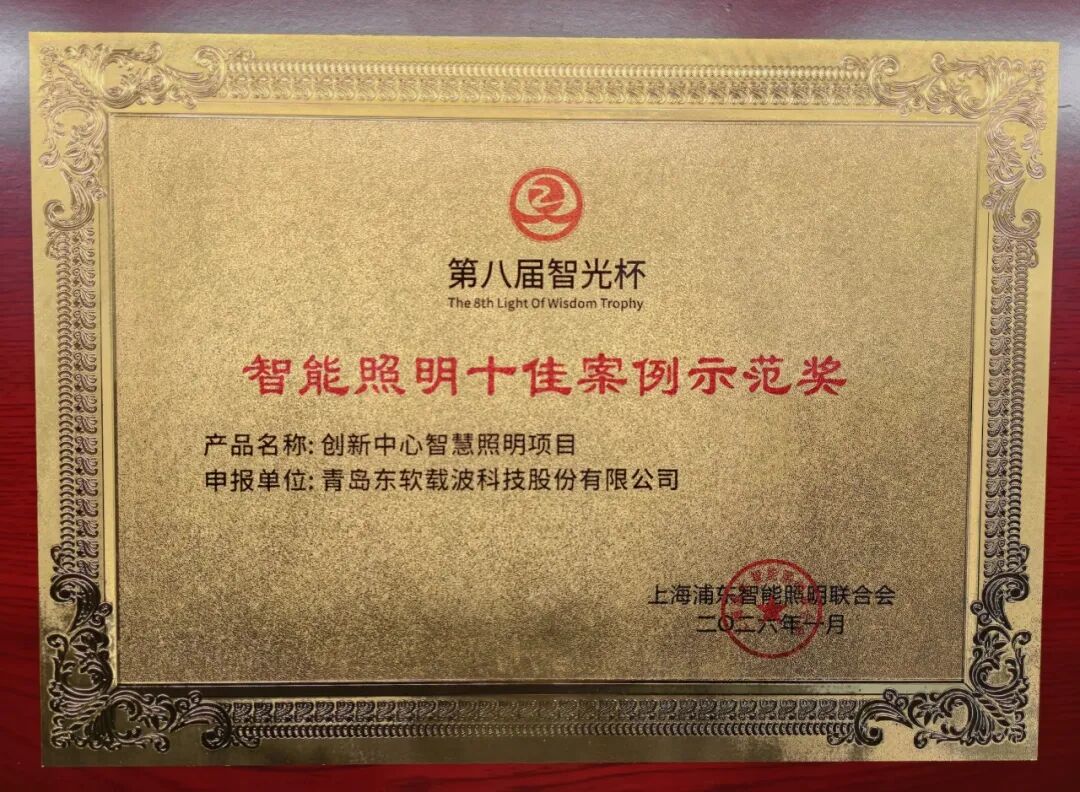 第八届智光杯
The 8th Light Of Wisdom Trophy
智能照明十佳案例示范奖
产品名称: 创新中心智慧照明项目
申报单位: 青岛东软载波科技股份有限公司
上海浦东智能照明联合会
二〇二六年一月